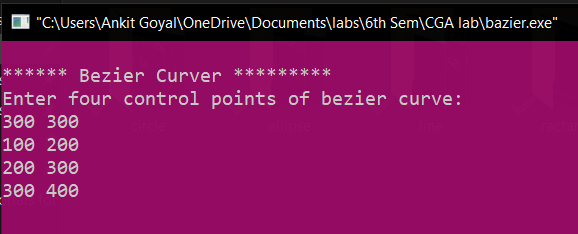 "C:\Users\Ankit Goyal\OneDrive\Documents\labs\6th Sem\CGA lab\bazier.exe"
****** Bezier Curver *********
Enter four control points of bezier curve:
300 300
100 200
200 300
300 400